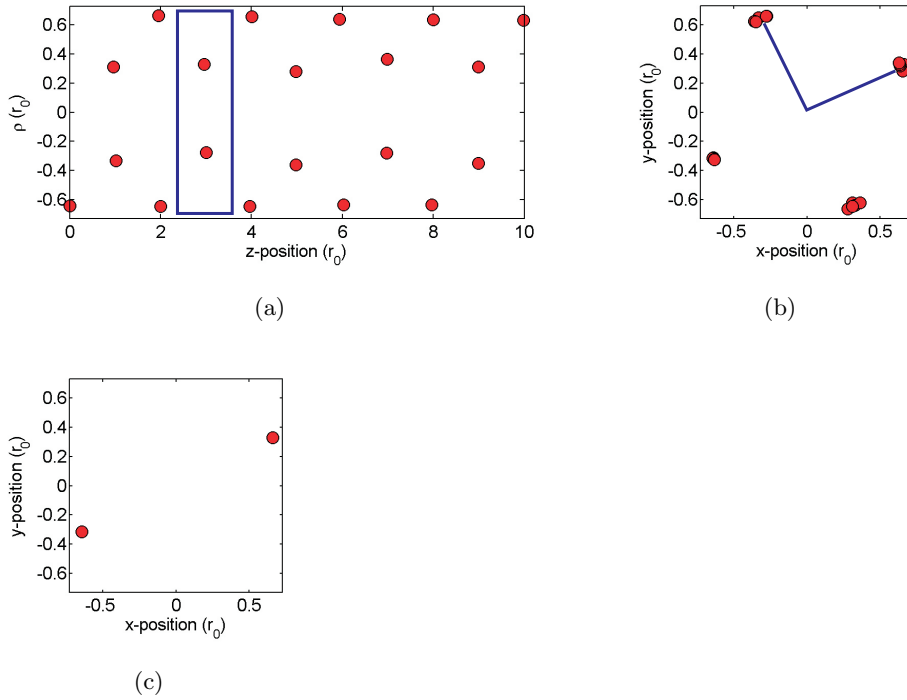 0.6
0.4
0.2
0
-0.2
-0.4
-0.6
ρ (r0)
0 2 4 6 8 10
z-position (r0)
(a)
0.6
0.4
0.2
0
-0.2
-0.4
-0.6
y-position (r0)
-0.5 0 0.5
x-position (r0)
(b)
0.6
0.4
0.2
0
-0.2
-0.4
-0.6
y-position (r0)
-0.5 0 0.5
x-position (r0)
(c)